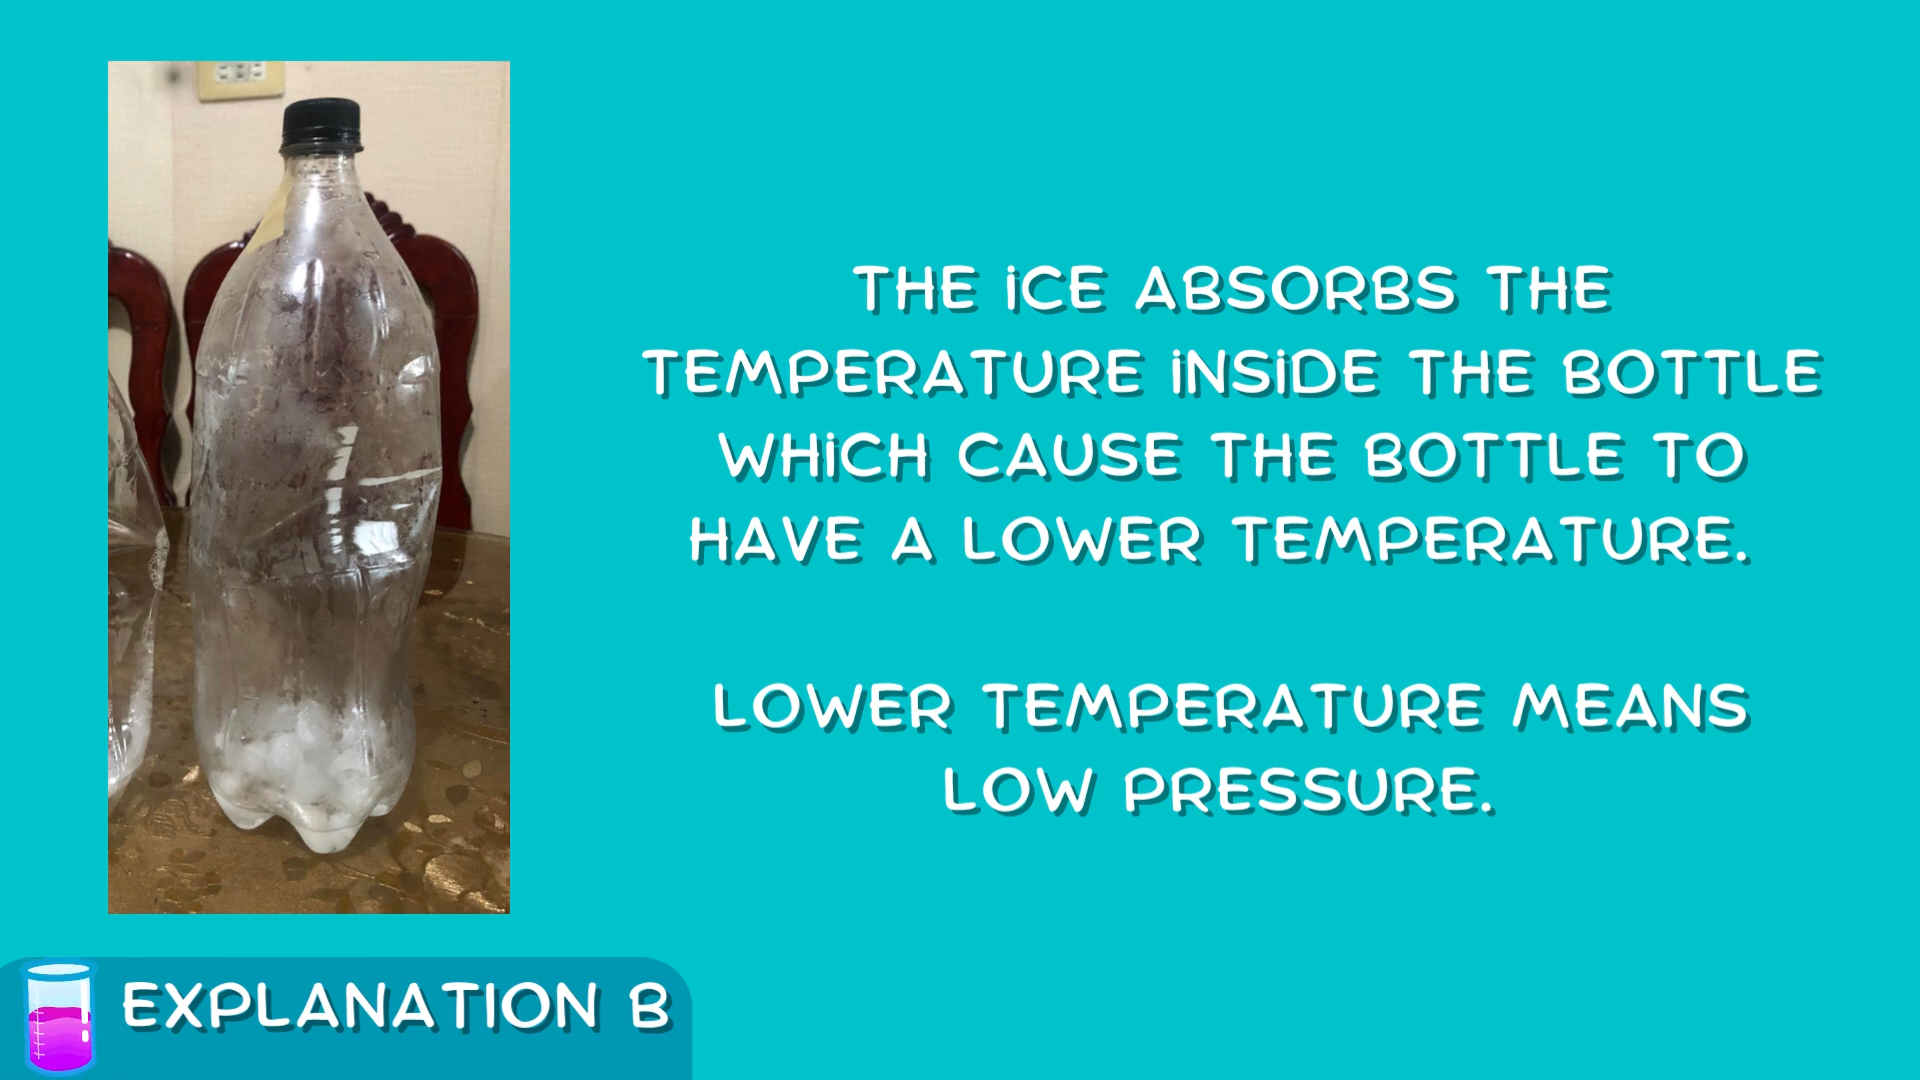 THE ICE ABSORBS THE
TEMPERATURE INSIDE THE BOTTLE
WHICH CAUSE THE BOTTLE TO
HAVE A LOWER TEMPERATURE.
LOWER TEMPERATURE MEANS
LOW PRESSURE.
EXPLANATION B